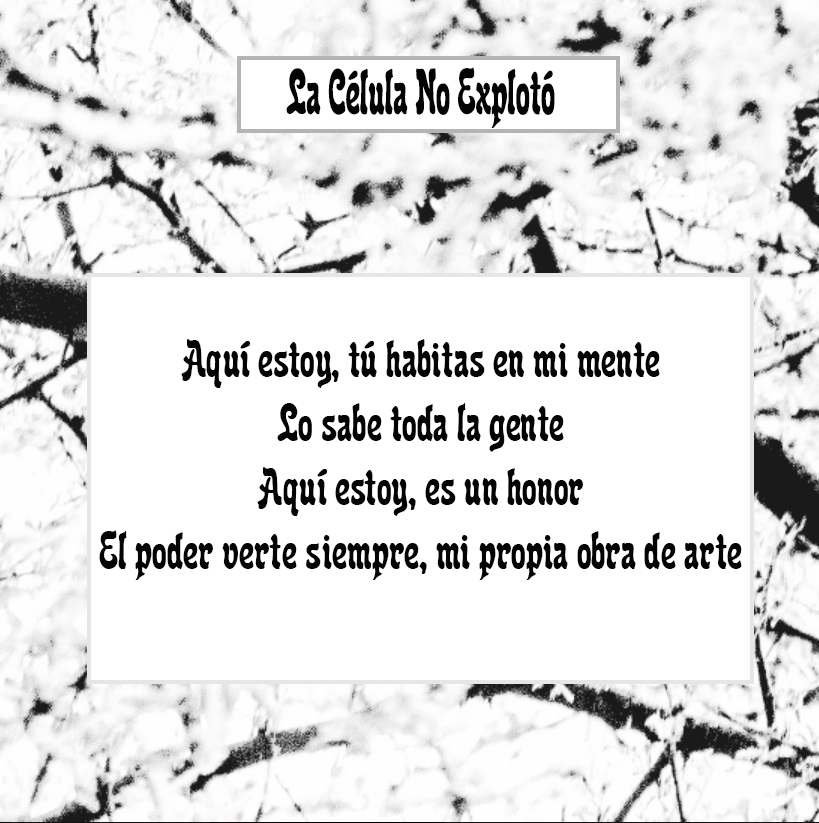 La Célula No Explotó
Aquí estoy, tú habitas en mi mente
Lo sabe toda la gente
Aquí estoy, es un honor
El poder verte siempre, mi propia obra de arte